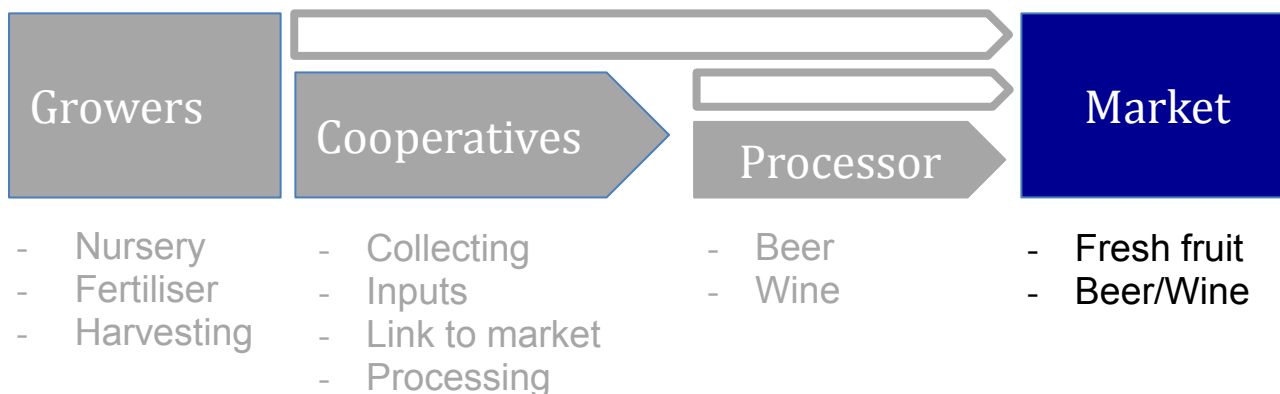 Growers
Cooperatives
Processor
Market
- Nursery
- Fertiliser
- Harvesting
- Collecting
- Inputs
- Link to market
- Processing
- Beer
- Wine
- Fresh fruit
- Beer/Wine